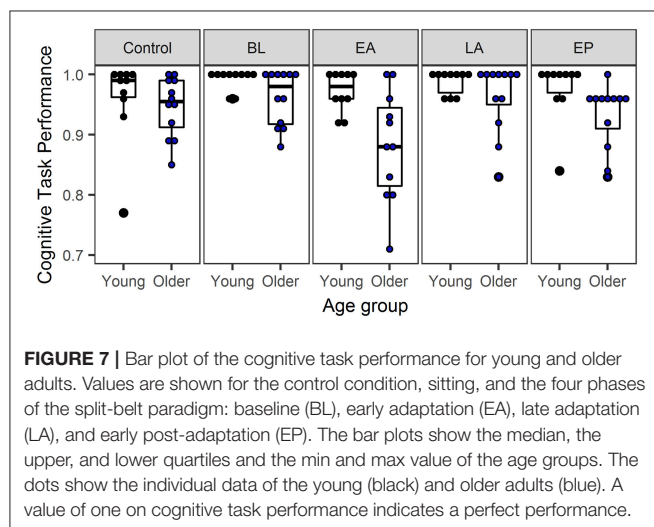 Control BL EA LA EP
1.0
0.9
0.8
0.7
Cognitive Task Performance
Young Older Young Older Young Older Young Older Young Older
Age group
FIGURE 7 | Bar plot of the cognitive task performance for young and older
adults. Values are shown for the control condition, sitting, and the four phases
of the split-belt paradigm: baseline (BL), early adaptation (EA), late adaptation
(LA), and early post-adaptation (EP). The bar plots show the median, the
upper, and lower quartiles and the min and max value of the age groups. The
dots show the individual data of the young (black) and older adults (blue). A
value of one on cognitive task performance indicates a perfect performance.